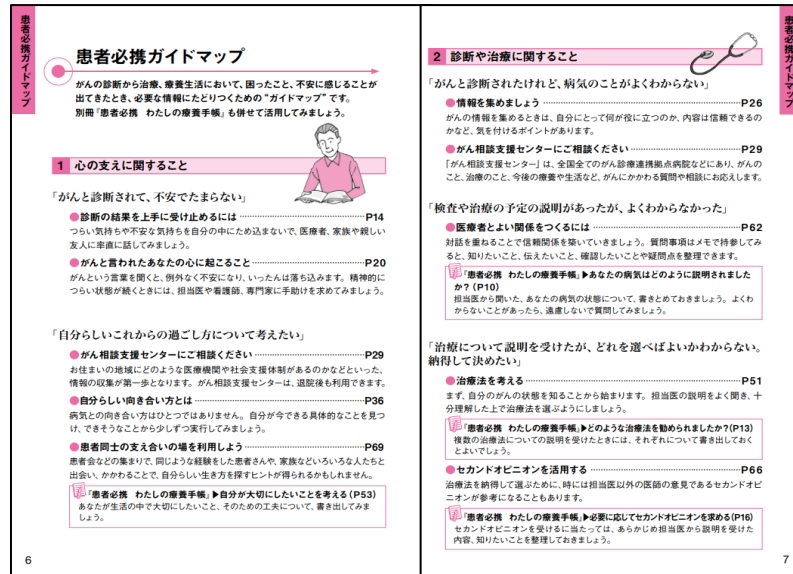 患者必携ガイドマップ
患者必携ガイドマップ
がんの診断から治療、療養生活において、困ったこと、不安に感じることが
出てきたとき、必要な情報にたどりつくための“ガイドマップ”です。
別冊『患者必携　わたしの療養手帳』も併せて活用してみましょう。
1 心の支えに関すること
「がんと診断されて、不安でたまらない」
●診断の結果を上手に受け止めるには ……………………………… P14
つらい気持ちや不安な気持ちを自分の中にため込まないで、医療者、家族や親しい
友人に率直に話してみましょう。
●がんと言われたあなたの心に起こること ……………………………… P20
がんという言葉を聞くと、例外なく不安になり、いったんは落ち込みます。精神的に
つらい状態が続くときには、担当医や看護師、専門家に手助けを求めてみましょう。
「自分らしいこれからの過ごし方について考えたい」
●がん相談支援センターにご相談ください ……………………………… P29
お住まいの地域にどのような医療機関や社会支援体制があるのかなどといった、
情報の収集が第一歩となります。がん相談支援センターは、退院後も利用できます。
●自分らしい向き合い方とは ……………………………… P36
病気との向き合い方はひとつではありません。自分が今できる具体的なことを見つ
け、できそうなことから少しずつ実行してみましょう。
●患者同士の支え合いの場を利用しよう ……………………………… P69
患者会などの集まりで、同じような経験をした患者さんや、家族などいろいろな人たちと
出会い、かかわることで、自分らしい生き方を探すヒントが得られるかもしれません。
『患者必携　わたしの療養手帳』▶自分が大切にしたいことを考える（P53）
あなたが生活の中で大切にしたいこと、そのための工夫について、書き出してみま
しょう。
6
患者必携ガイドマップ
2 診断や治療に関すること
「がんと診断されたけれど、病気のことがよくわからない」
●情報を集めましょう ……………………………… P26
がんの情報を集めるときは、自分にとって何が役に立つのか、内容は信頼できるの
かなど、気を付けるポイントがあります。
●がん相談支援センターにご相談ください ……………………………… P29
「がん相談支援センター」は、全国全てのがん診療連携拠点病院などにあり、がんの
こと、治療のこと、今後の療養や生活など、がんにかかわる質問や相談にお応えします。
「検査や治療の予定の説明があったが、よくわからなかった」
●医療者とよい関係をつくるには ……………………………… P62
対話を重ねることで信頼関係を築いていきましょう。質問事項はメモで持参してみ
ると、知りたいこと、伝えたいこと、確認したいことや疑問点を整理できます。
『患者必携　わたしの療養手帳』▶あなたの病気はどのように説明されました
か？（P10）
担当医から聞いた、あなたの病気の状態について、書きとめておきましょう。よくわ
からないことがあったら、遠慮しないで質問してみましょう。
「治療について説明を受けたが、どれを選べばよいかわからない。
納得して決めたい」
●治療法を考える ……………………………… P51
まず、自分のがんの状態を知ることから始まります。担当医の説明をよく聞き、十
分理解した上で治療法を選ぶようにしましょう。
『患者必携　わたしの療養手帳』▶どのような治療法を勧められましたか？（P13）
複数の治療法についての説明を受けたときには、それぞれについて書き出しておく
とよいでしょう。
●セカンドオピニオンを活用する ……………………………… P66
治療法を納得して選ぶために、時には担当医以外の医師の意見であるセカンドオピ
ニオンが参考になることもあります。
『患者必携　わたしの療養手帳』▶必要に応じてセカンドオピニオンを求める（P16）
セカンドオピニオンを受けるに当たっては、あらかじめ担当医から説明を受けた
内容、知りたいことを整理しておきましょう。
7